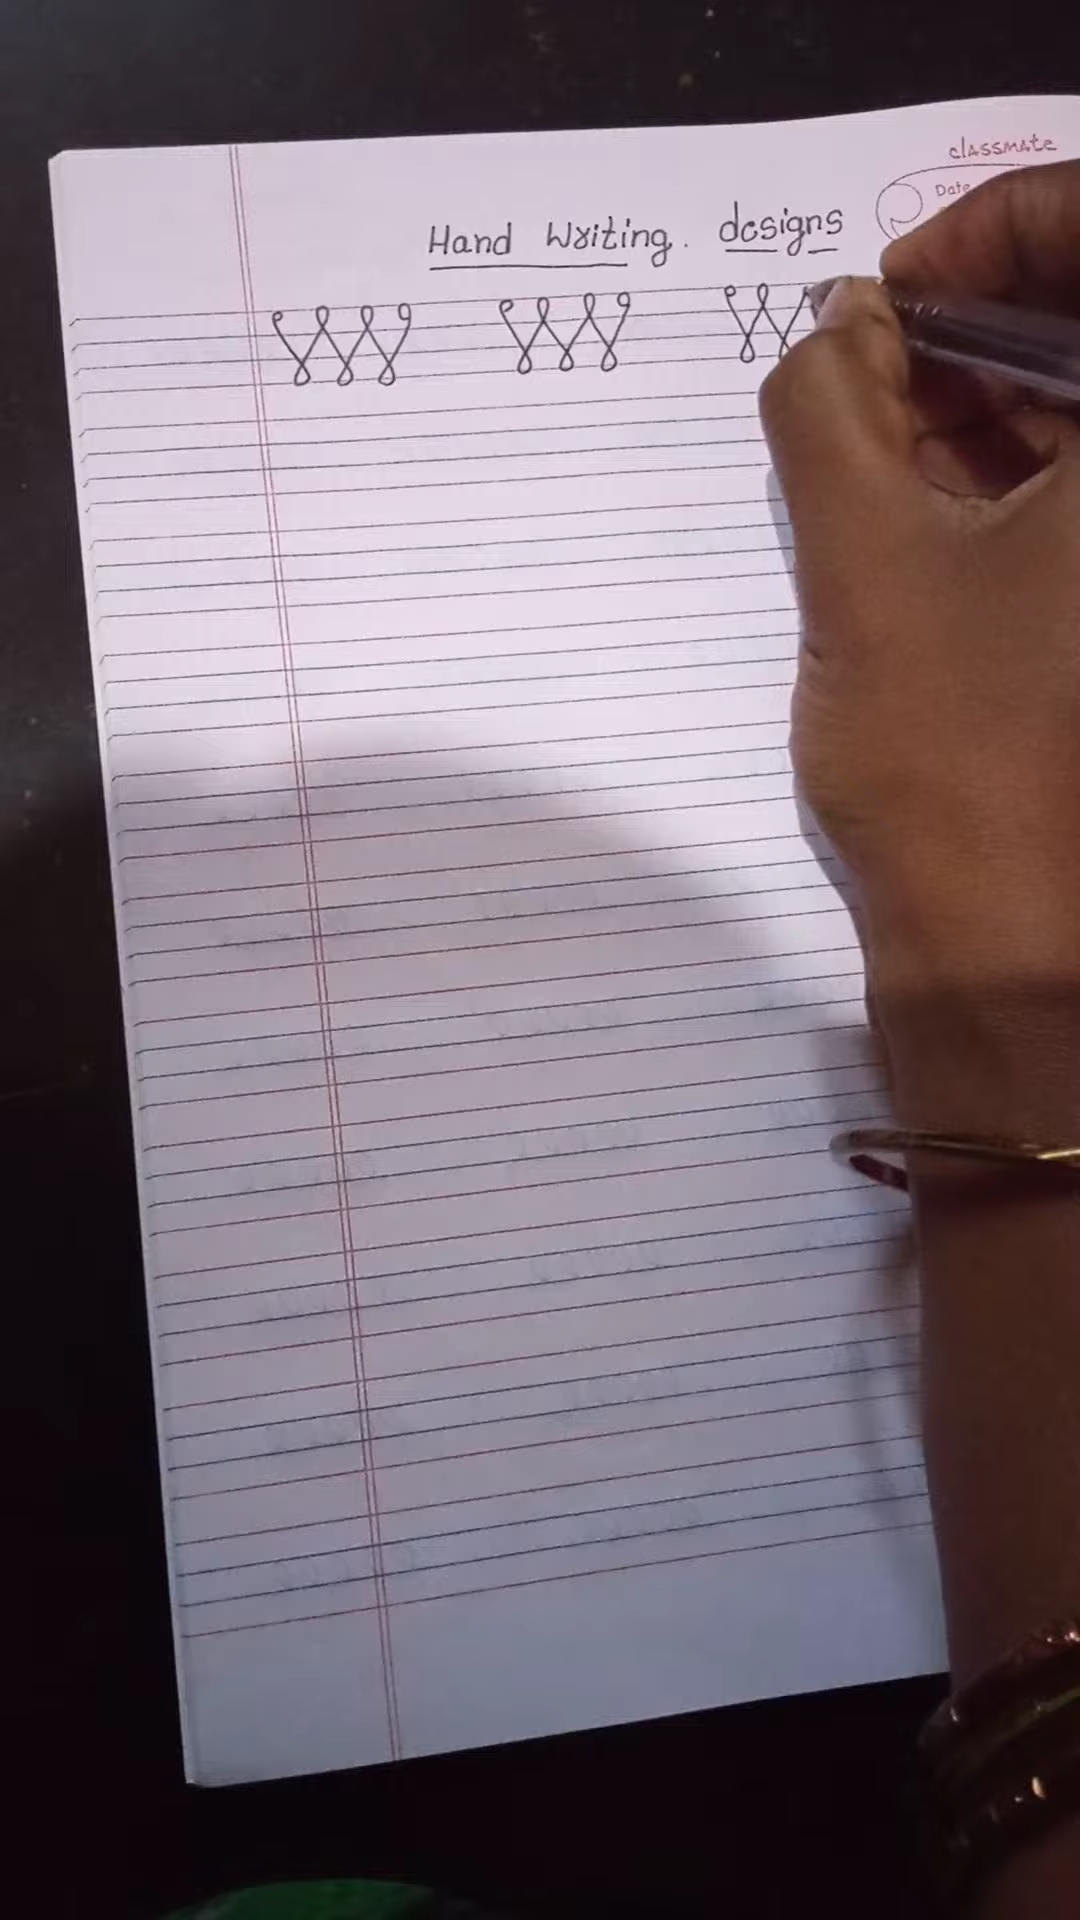 classmate
Date
Hand Writing. designs